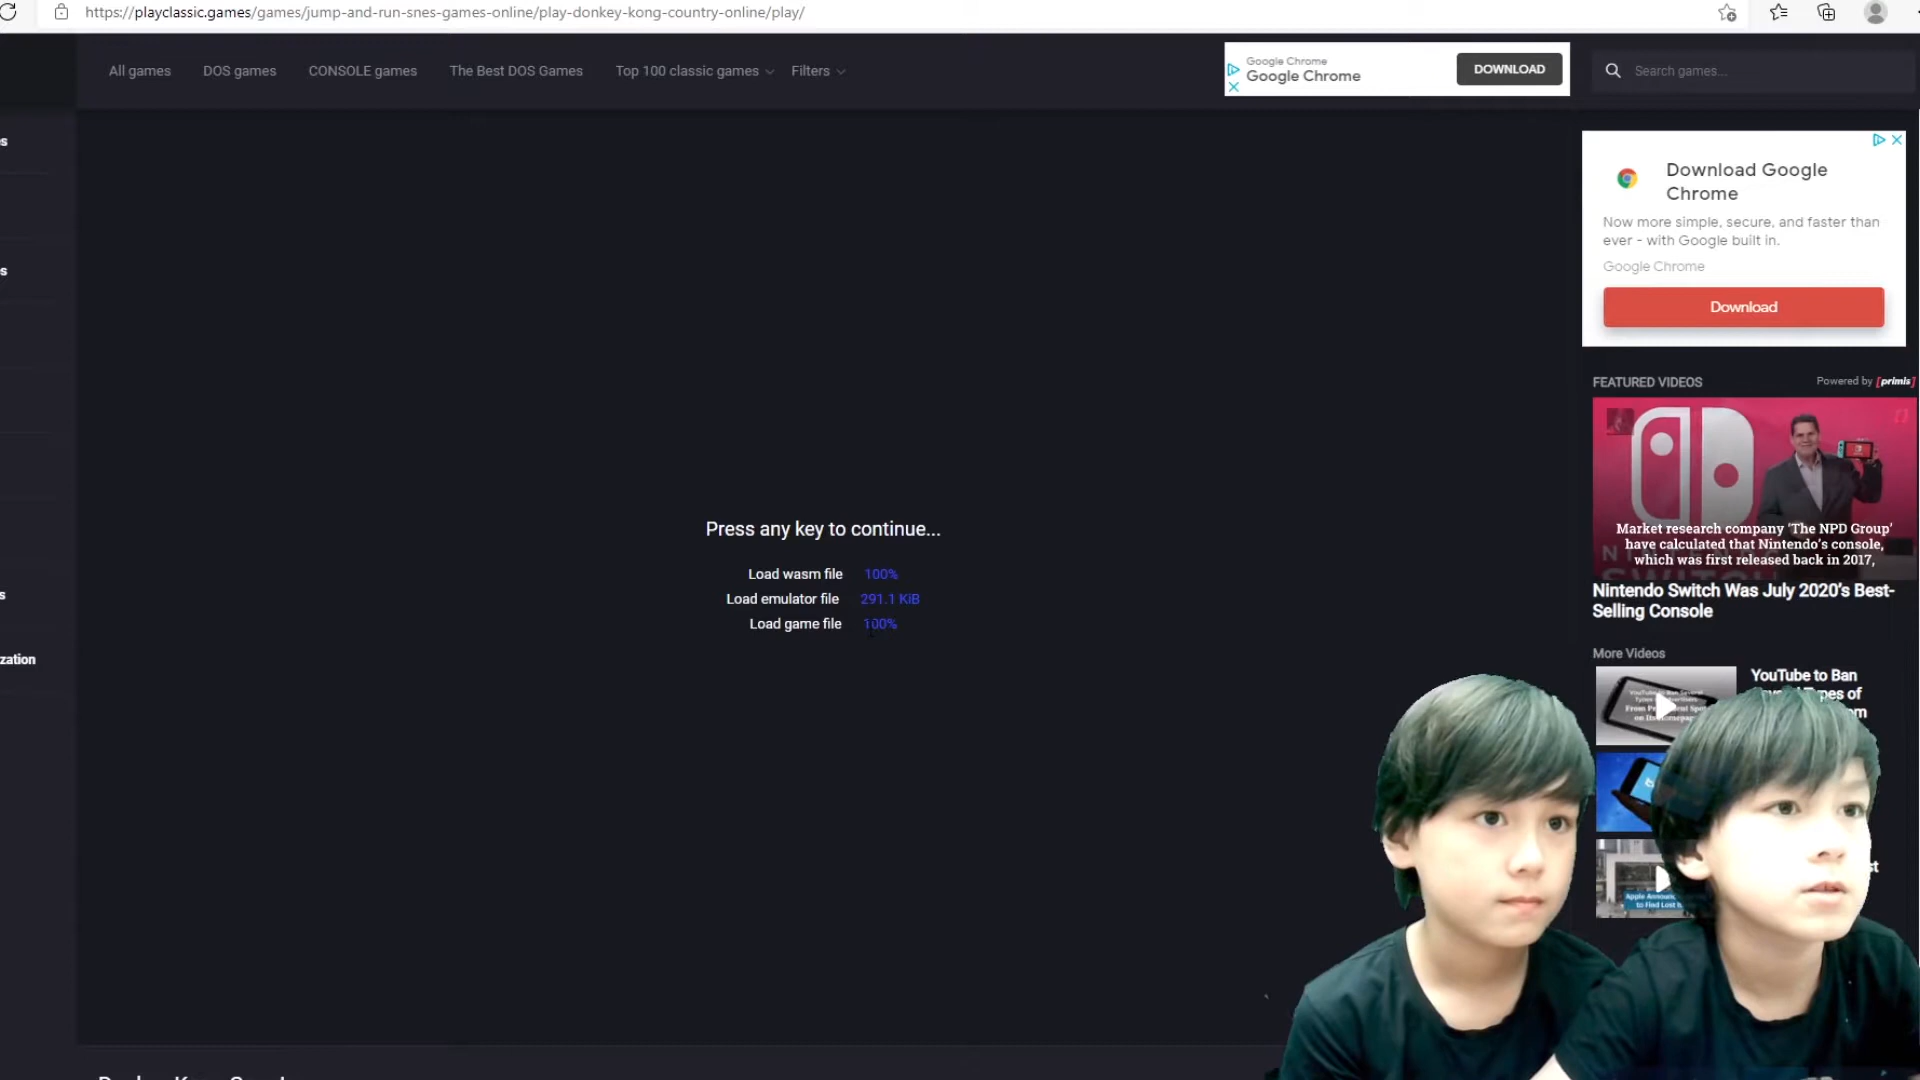 https://playclassic.games/games/jump-and-run-snes-games-online/play-donkey-kong-country-online/play/
All games
DOS games
CONSOLE games
The Best DOS Games
Top 100 classic games
Filters
Google Chrome
Google Chrome
DOWNLOAD
Search games...
s
s
s
zation
Press any key to continue...
Load wasm file 100%
Load emulator file 291.1 KiB
Load game file 100%
Download Google
Chrome
Now more simple, secure, and faster than
ever - with Google built in.
Google Chrome
Download
FEATURED VIDEOS
Powered by [primis]
Market research company ‘The NPD Group’
have calculated that Nintendo’s console,
which was first released back in 2017,
Nintendo Switch Was July 2020's Best-
Selling Console
More Videos
YouTube to Ban
Types of